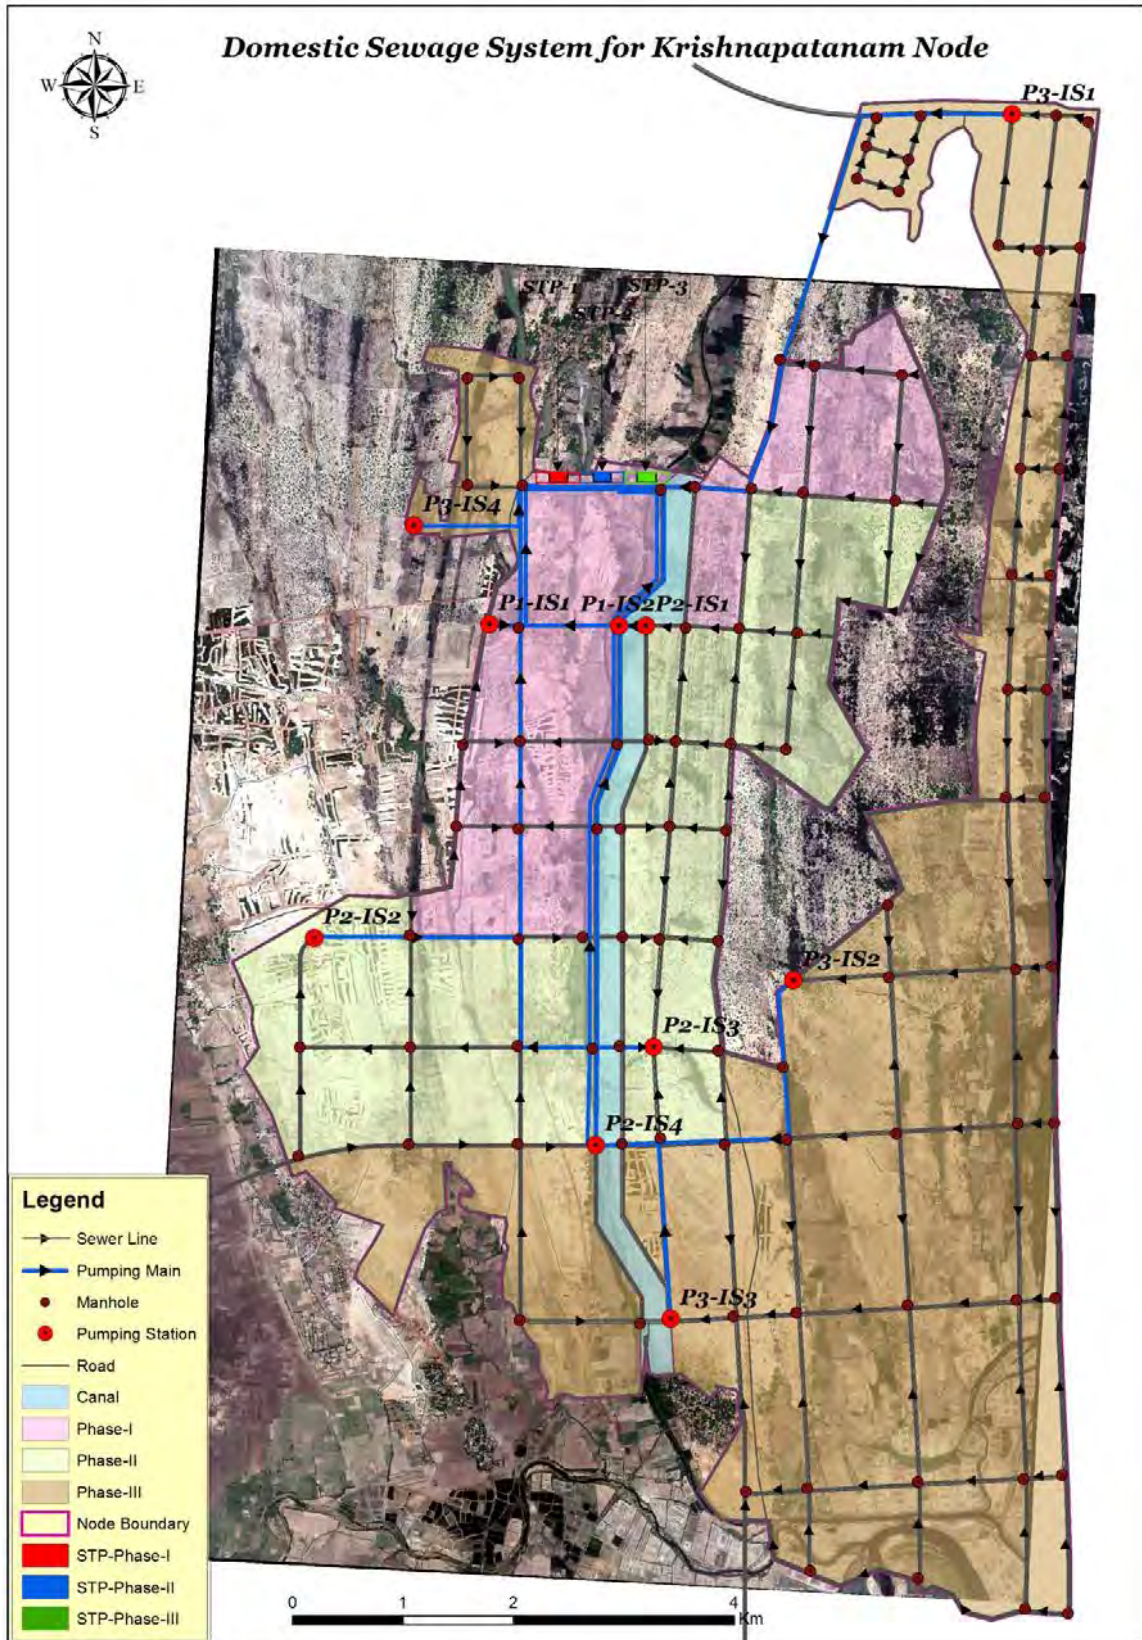 Domestic Sewage System for Krishnapatanam Node
N
W E
S
P3-IS1
STP-1 STP-3
STP-2
P3-IS4
P1-IS1 P1-IS2 P2-IS1
P2-IS2
P3-IS2
P2-IS3
P2-IS4
P3-IS3
Legend
Sewer Line
Pumping Main
Manhole
Pumping Station
Road
Canal
Phase-I
Phase-II
Phase-III
Node Boundary
STP-Phase-I
STP-Phase-II
STP-Phase-III
0 1 2 4
Km